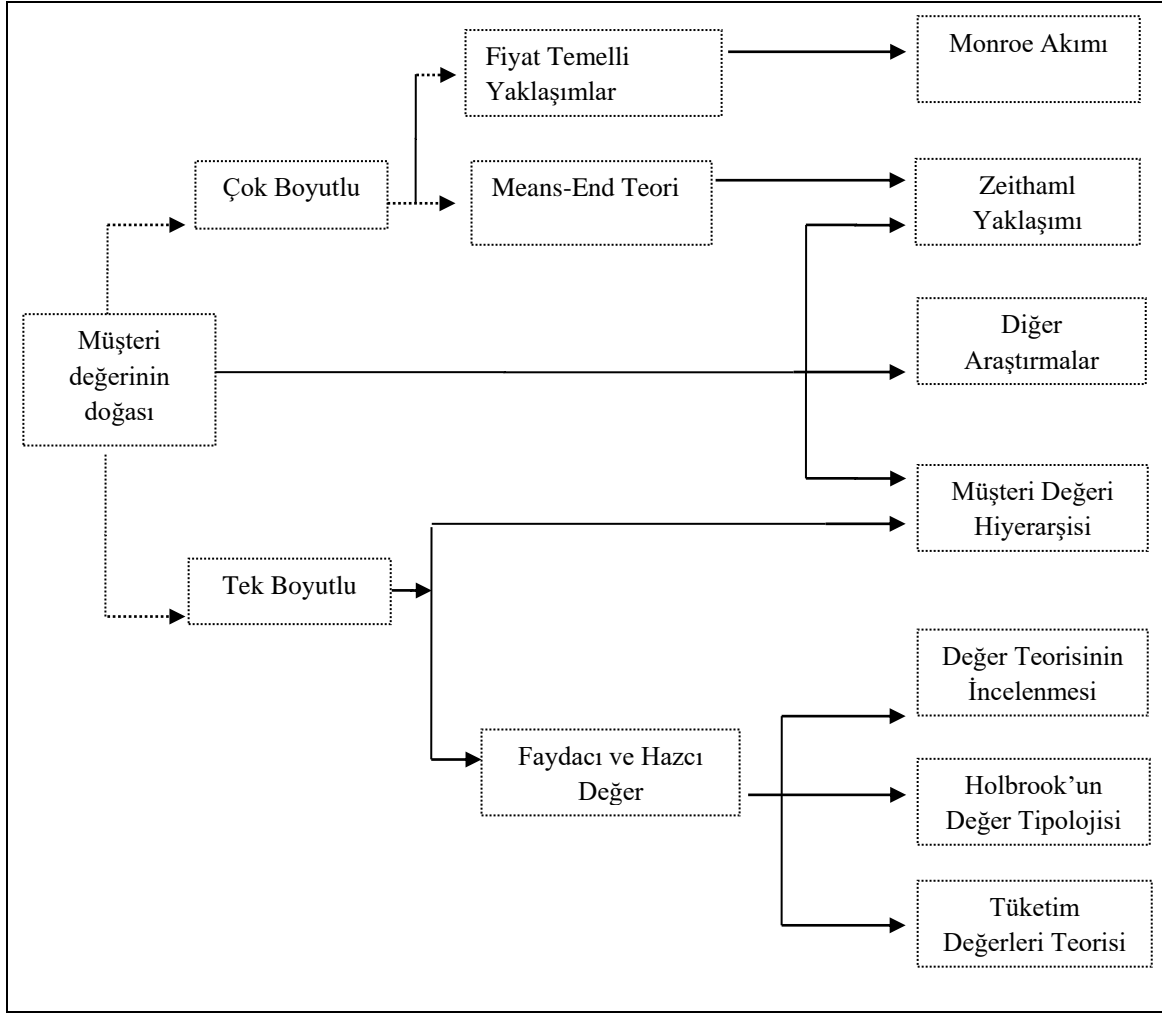 Fiyat Temelli
Yaklaşımlar
Monroe Akımı
Çok Boyutlu
Means-End Teori
Zeithaml
Yaklaşımı
Müşteri
değerinin
doğası
Diğer
Araştırmalar
Müşteri Değeri
Hiyerarşisi
Tek Boyutlu
Değer Teorisinin
İncelenmesi
Faydacı ve Hazcı
Değer
Holbrook’un
Değer Tipolojisi
Tüketim
Değerleri Teorisi